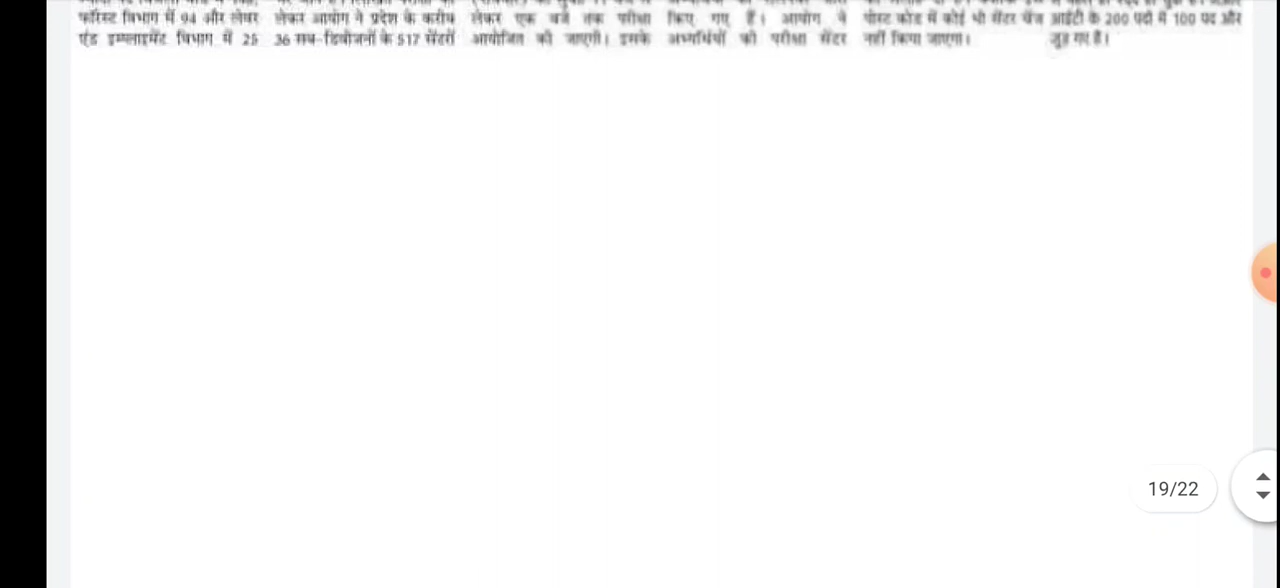 फॉरेस्ट विभाग में 94 और लेबर
एंड इम्प्लाइमेंट विभाग में 25
लेकर आयोग ने प्रदेश के करीब
36 सब-डिवीजनों के 517 सेंटरों
लेकर एक बजे तक परीक्षा
आयोजित की जाएगी। इसके
किए गए हैं। आयोग ने
अभ्यर्थियों की परीक्षा सेंटर
पोस्ट कोड में कोई भी सेंटर चेंज
नहीं किया जाएगा।
आईटी के 200 पदों में 100 पद और
जुड़ गए हैं।
19/22